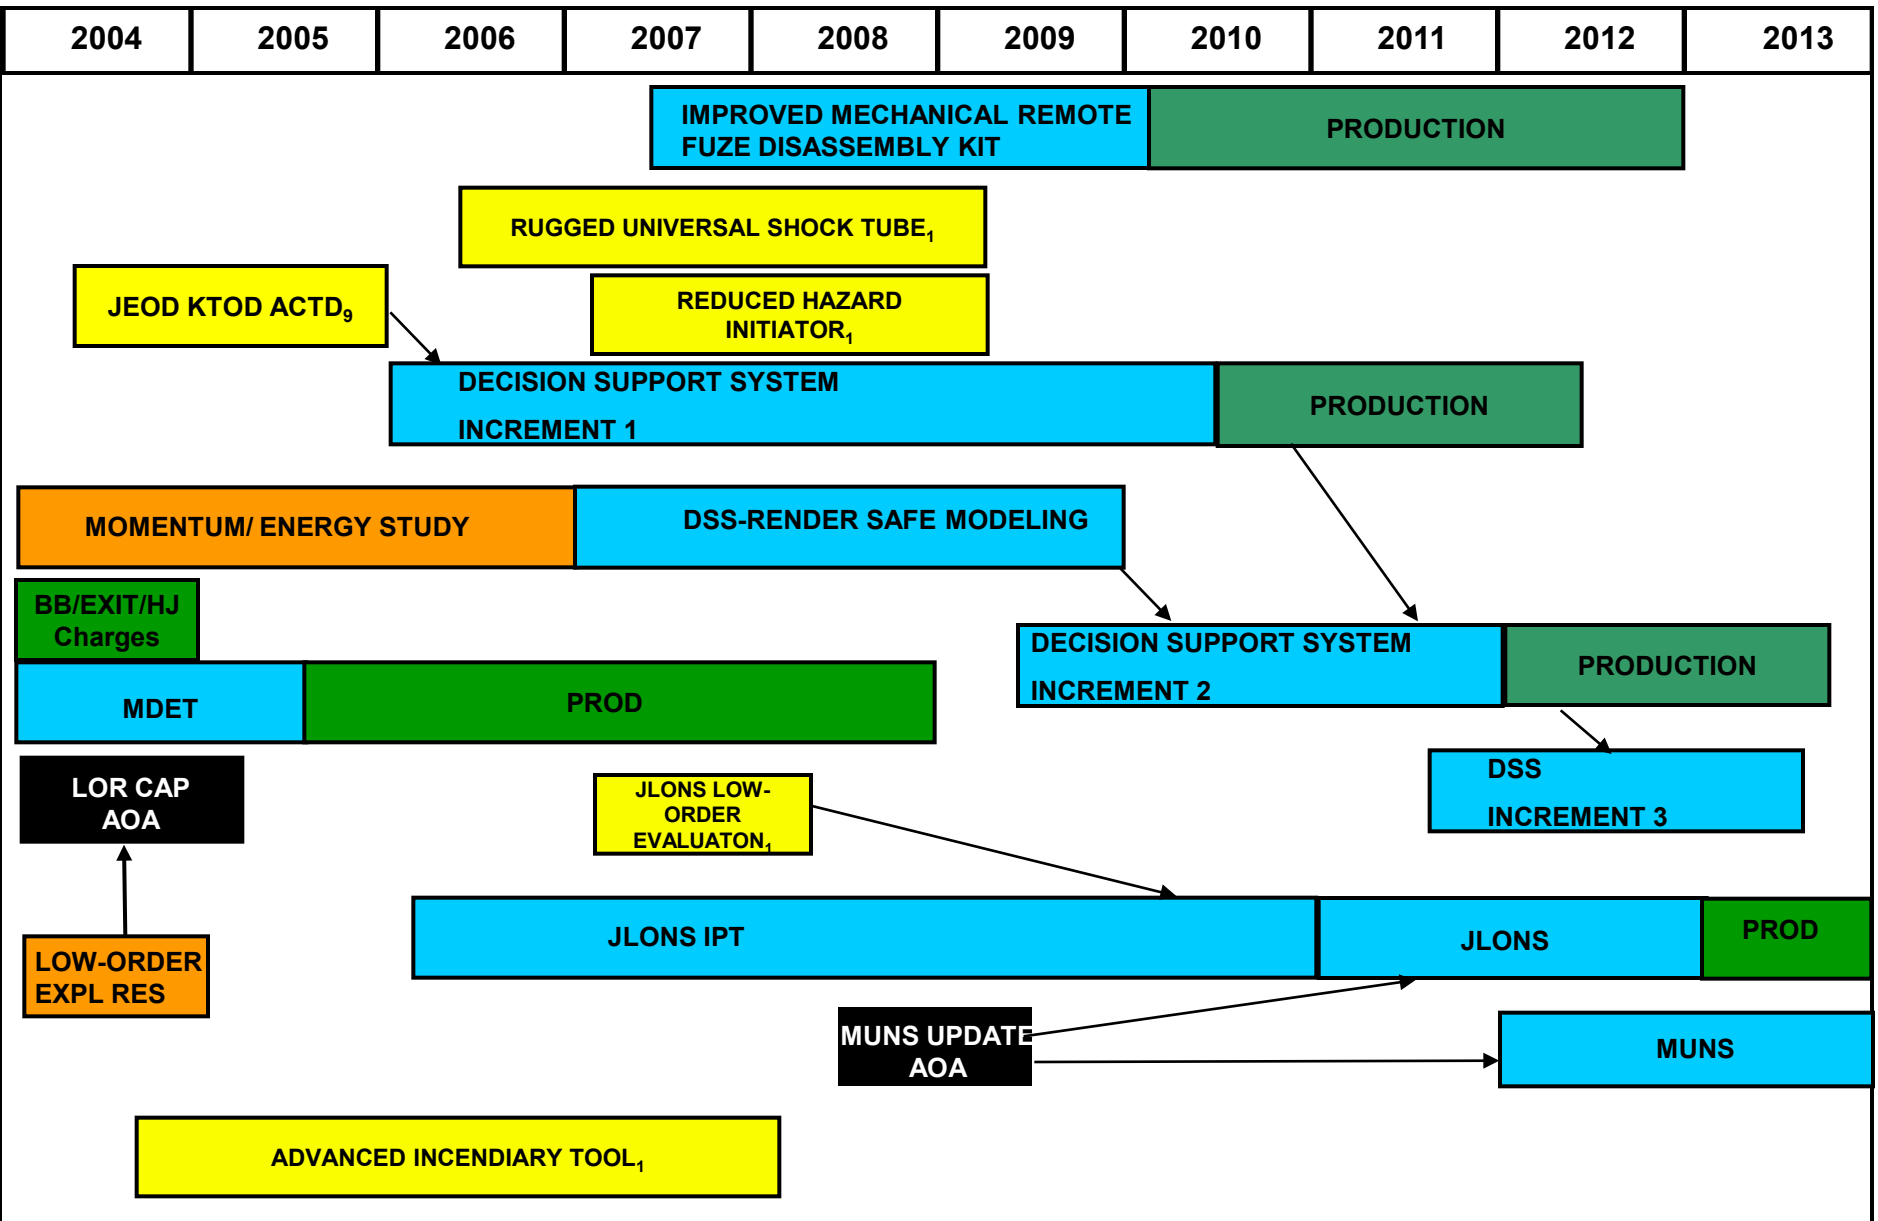 2004 2005 2006 2007 2008 2009 2010 2011 2012 2013
IMPROVED MECHANICAL REMOTE
FUZE DISASSEMBLY KIT
PRODUCTION
RUGGED UNIVERSAL SHOCK TUBE1
JEOD KTOD ACTD9
REDUCED HAZARD
INITIATOR1
DECISION SUPPORT SYSTEM
INCREMENT 1
PRODUCTION
MOMENTUM/ ENERGY STUDY
DSS-RENDER SAFE MODELING
BB/EXIT/HJ
Charges
DECISION SUPPORT SYSTEM
INCREMENT 2
PRODUCTION
MDET
PROD
LOR CAP
AOA
JLONS LOW-
ORDER
EVALUATON1
DSS
INCREMENT 3
LOW-ORDER
EXPL RES
JLONS IPT
JLONS
PROD
MUNS UPDATE
AOA
MUNS
ADVANCED INCENDIARY TOOL1